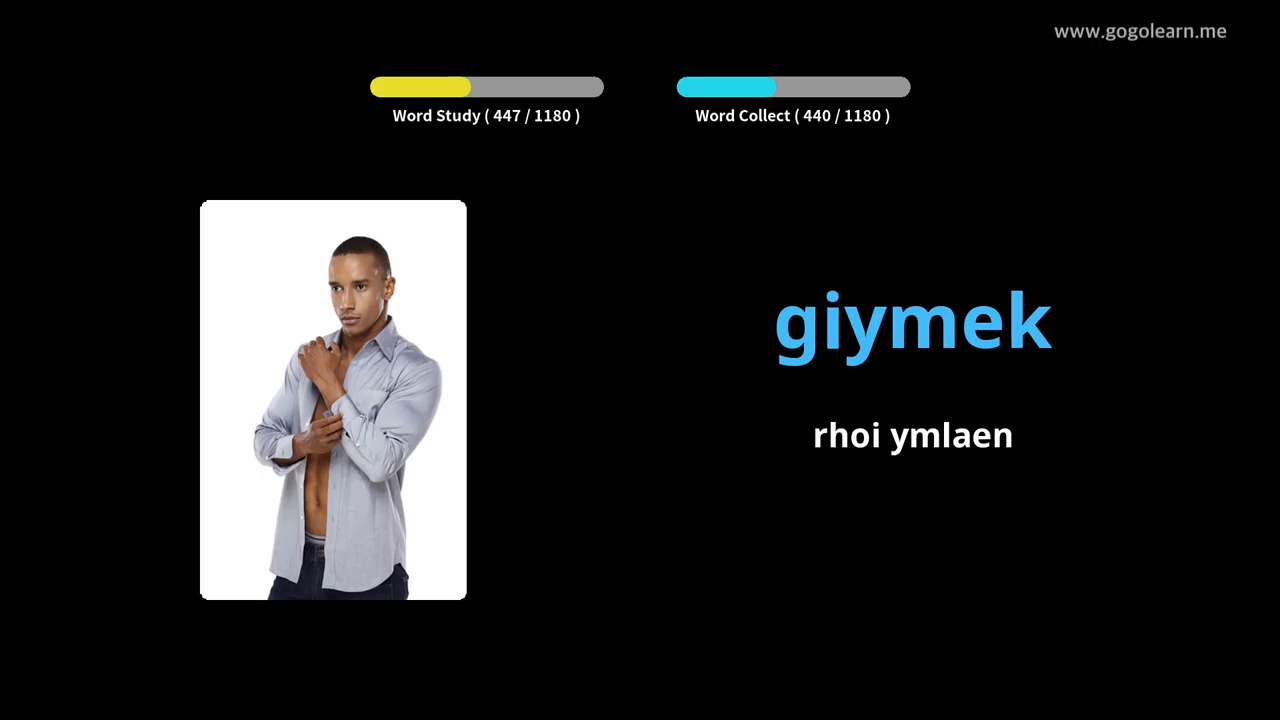 www.gogolearn.me
Word Study ( 447 / 1180 )
Word Collect ( 440 / 1180 )
giymek
rhoi ymlaen